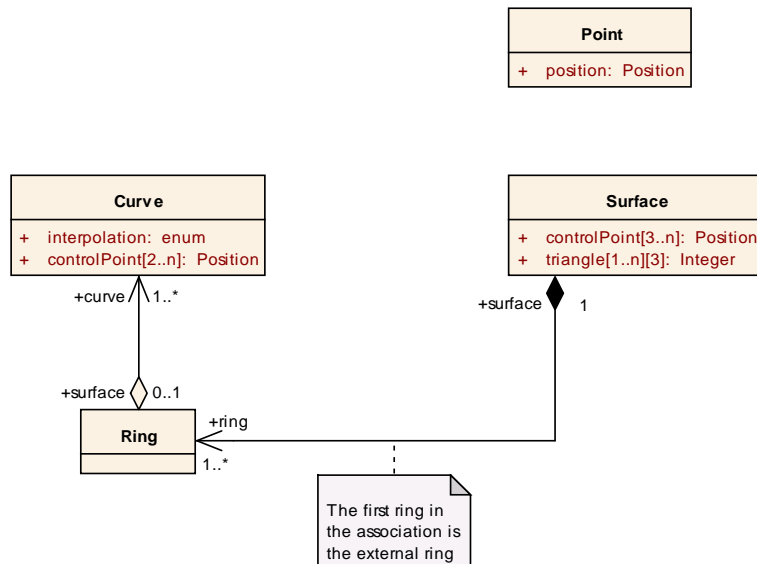 Point
+ position: Position
Curve
+ interpolation: enum
+ controlPoint[2..n]: Position
Surface
+ controlPoint[3..n]: Position
+ triangle[1..n][3]: Integer
+curve 1..*
+surface 1
+surface 0..1
Ring
+ring
1..*
The first ring in
the association is
the external ring